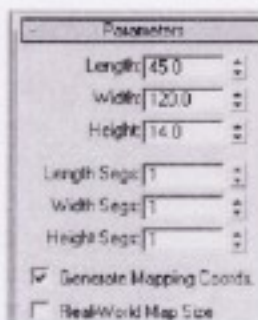 - Parameters
Length: 45.0
Width: 120.0
Height: 14.0
Length Segs: 1
Width Segs: 1
Height Segs: 1
Generate Mapping Coords.
Real-World Map Size